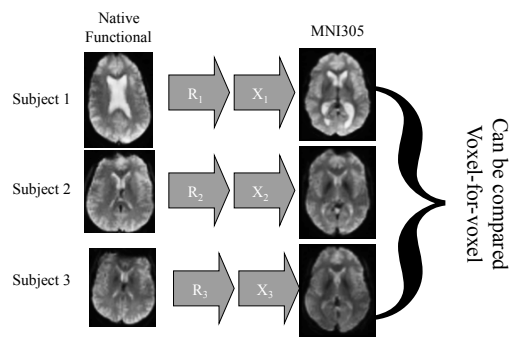 Native
Functional
MNI305
Subject 1
R1
X1
Subject 2
R2
X2
Subject 3
R3
X3
Can be compared
Voxel-for-voxel